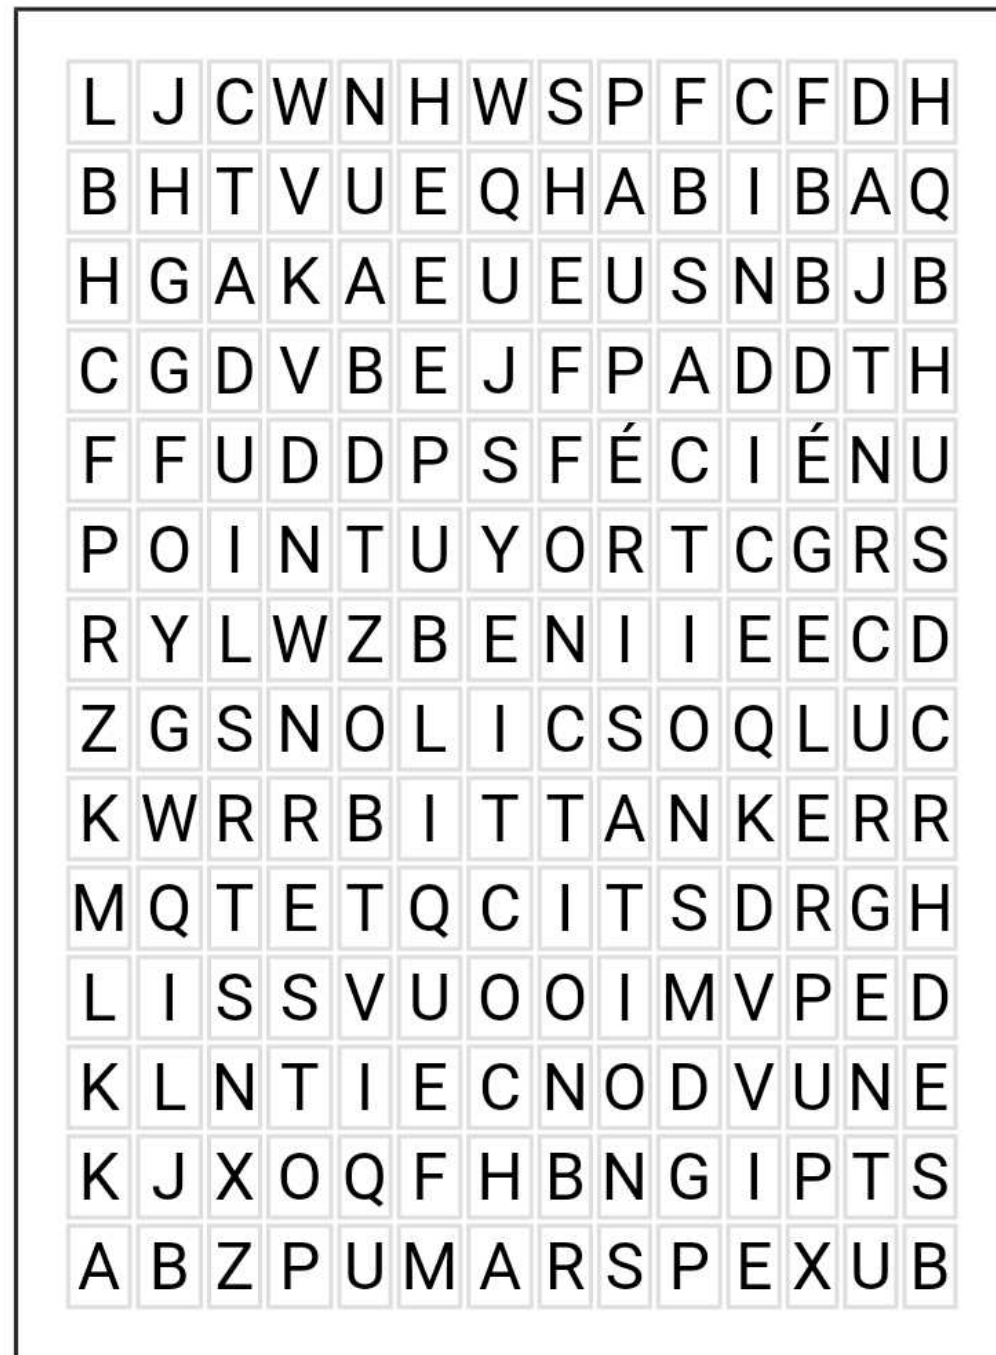 L J C W N H W S P F C F D H
B H T V U E Q H A B I B A Q
H G A K A E U E U S N B J B
C G D V B E J F P A D D T H
F F U D D P S F É C I É N U
P O I N T U Y O R T C G R S
R Y L W Z B E N I I E E C D
Z G S N O L I C S O Q L U C
K W R R B I T T A N K E R R
M Q T E T Q C I T S D R G H
L I S S V U O O I M V P E D
K L N T I E C N O D V U N E
K J X O Q F H B N G I P T S
A B Z P U M A R S P E X U B